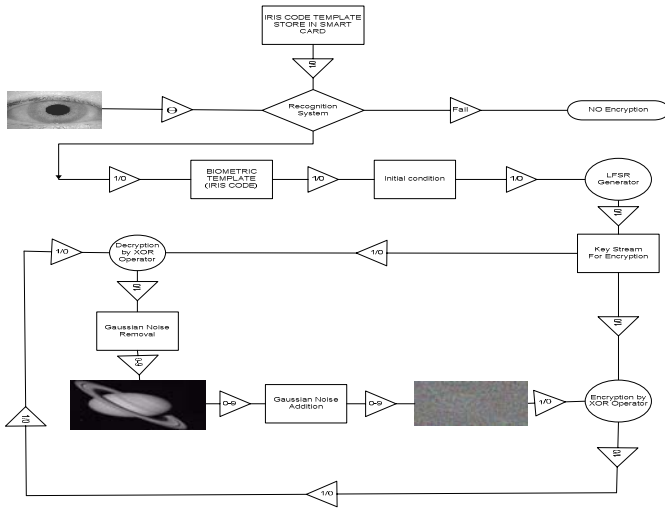 IRIS CODE TEMPLATE
STORE IN SMART
CARD
1/0
Recognition
System
Fail
NO Encryption
1/0
BIOMETRIC
TEMPLATE
(IRIS CODE)
1/0
Initial condition
1/0
LFSR
Generator
1/0
1/0
Decryption
by XOR
Operator
1/0
Key Stream
For Encryption
1/0
Gaussian Noise
Removal
1/0
0-9
0-9
Gaussian Noise
Addition
0-9
1/0
Encryption by
XOR Operator
1/0
1/0
1/0